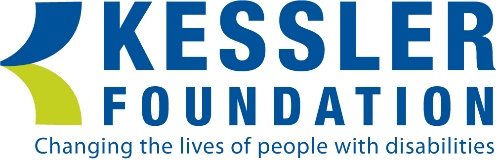 KESSLER
FOUNDATION
Changing the lives of people with disabilities